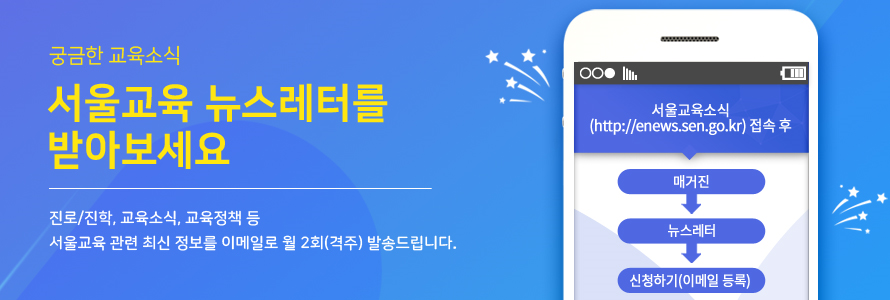 궁금한 교육소식
서울교육 뉴스레터를
받아보세요
진로/진학, 교육소식, 교육정책 등
서울교육 관련 최신 정보를 이메일로 월 2회(격주) 발송드립니다.
서울교육소식
(http://enews.sen.go.kr) 접속 후
매거진
뉴스레터
신청하기(이메일 등록)